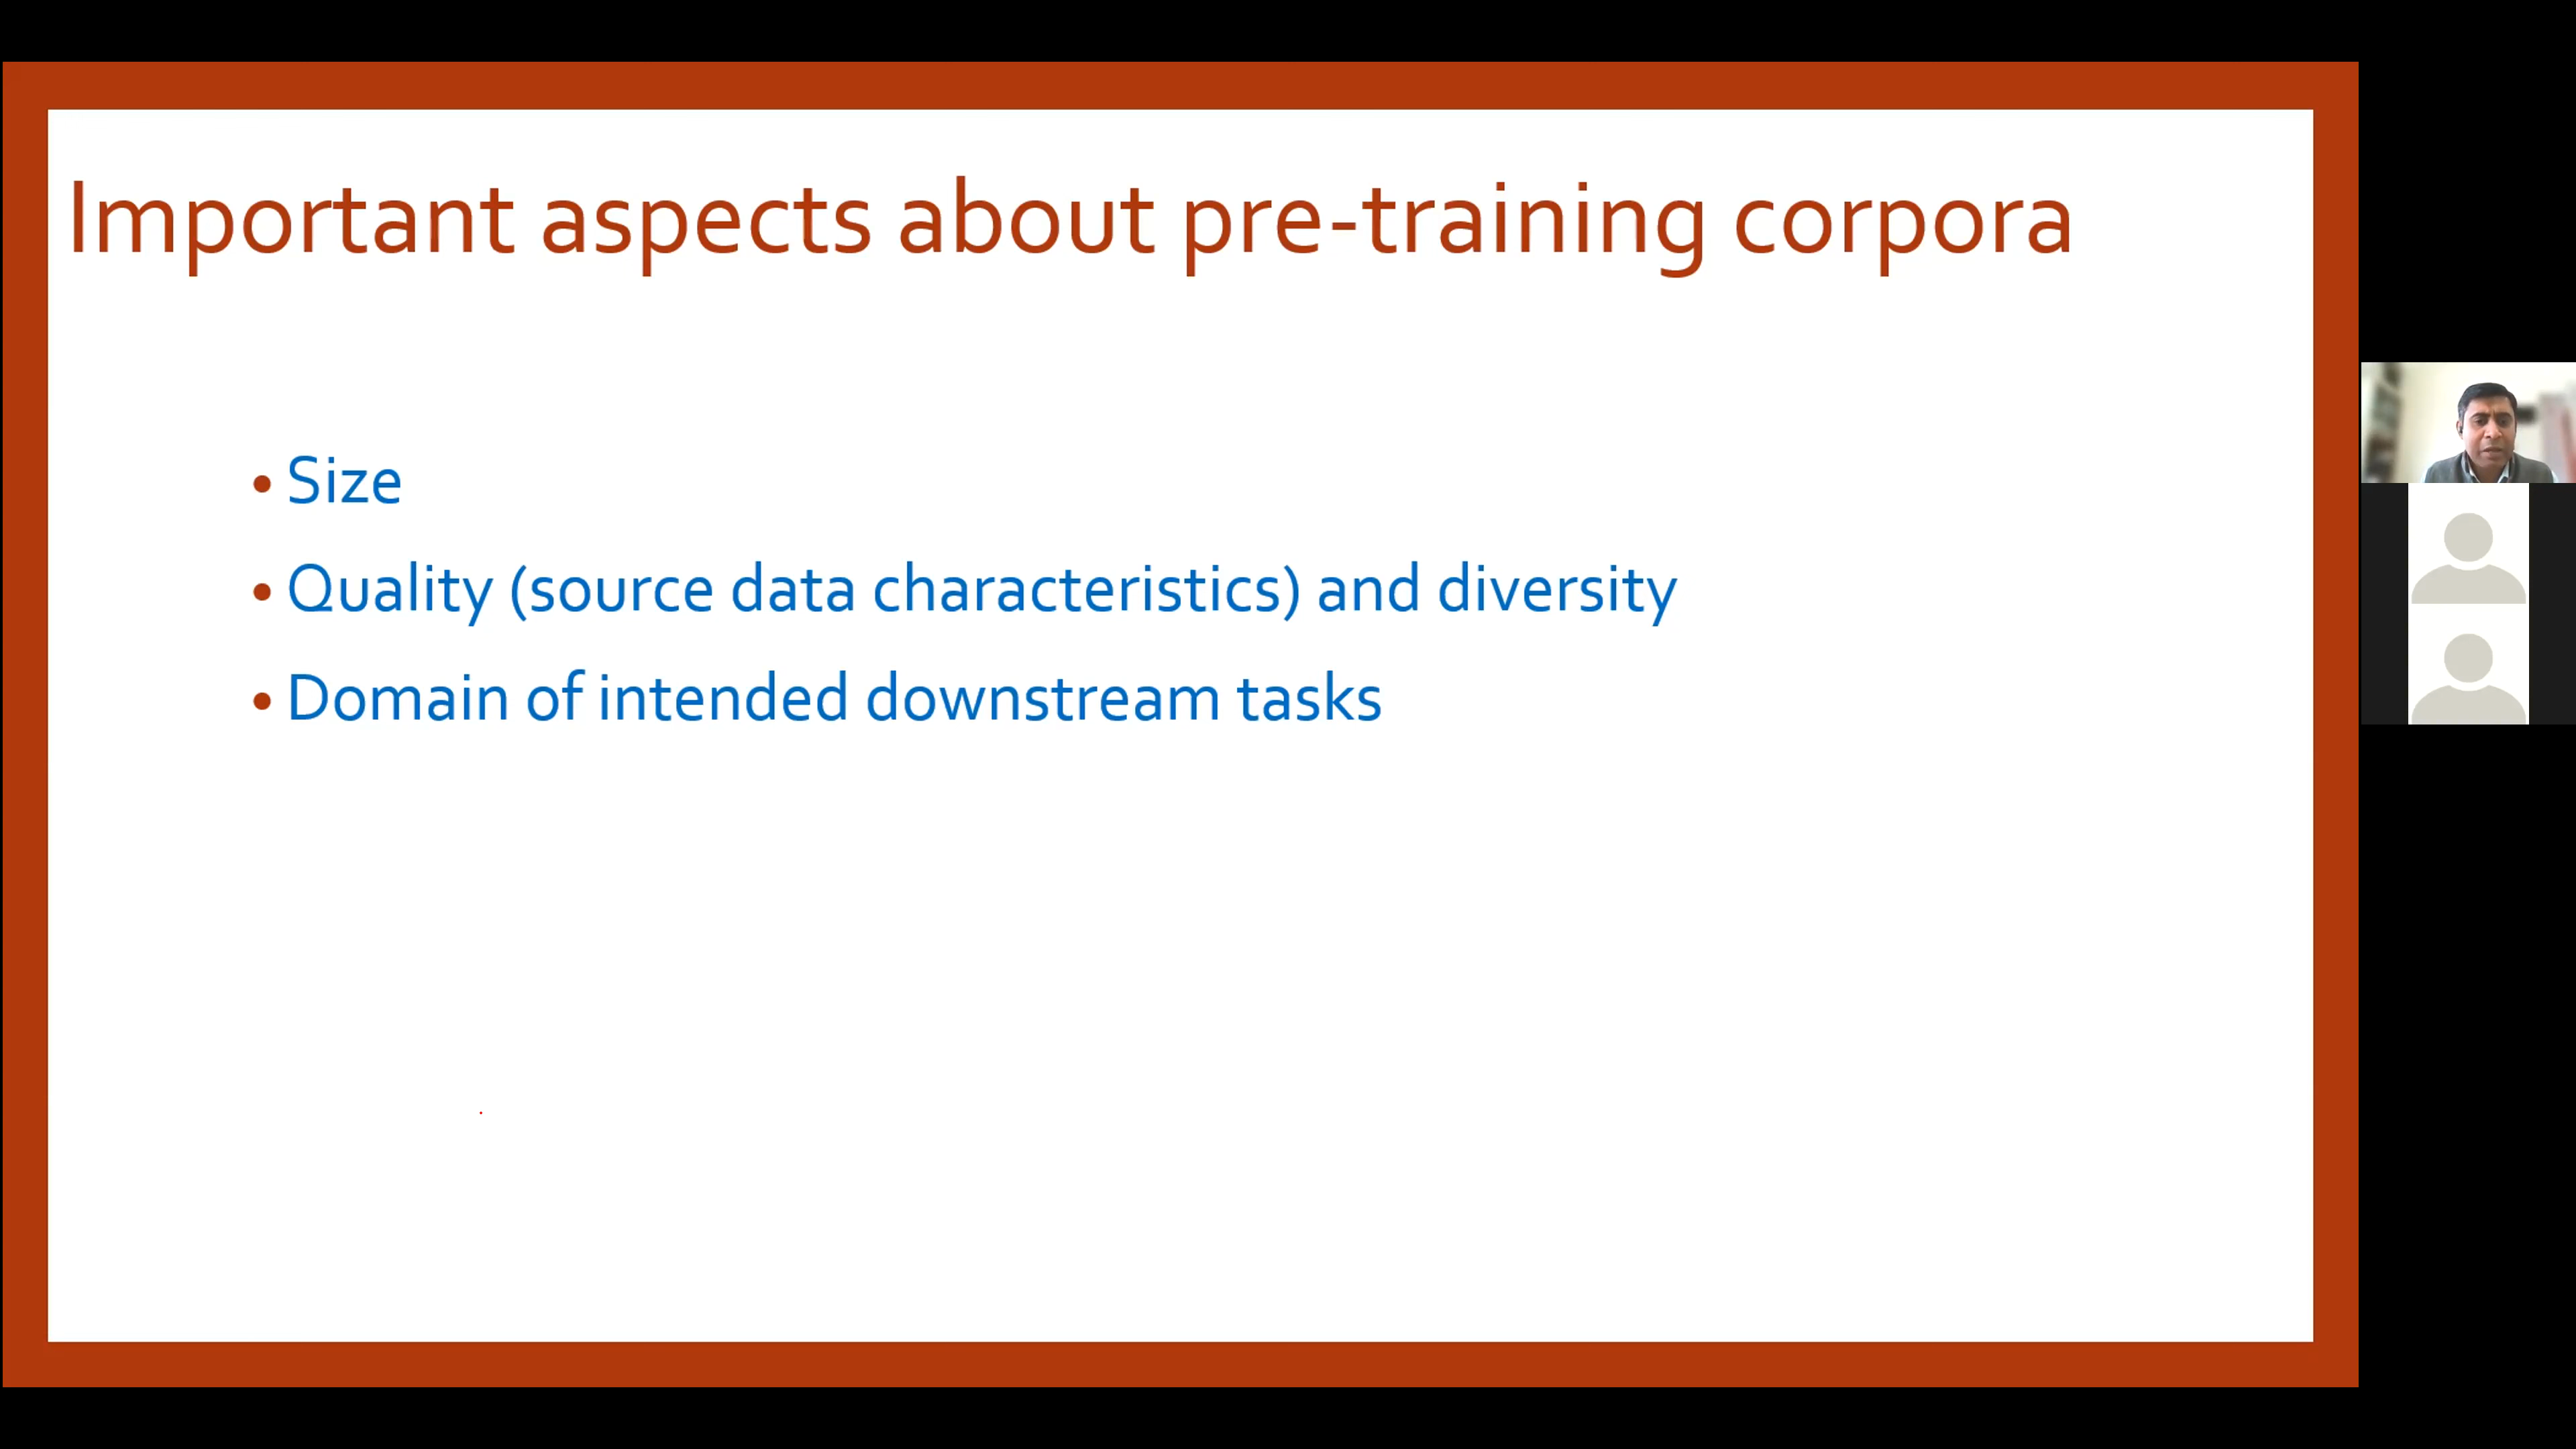 Important aspects about pre-training corpora
• Size
• Quality (source data characteristics) and diversity
• Domain of intended downstream tasks